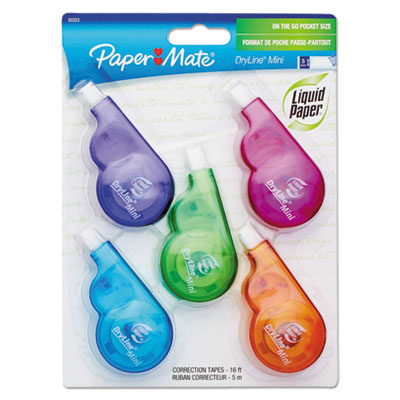 Paper Mate
ON THE GO POCKET SIZE
FORMAT DE POCHE PASSE-PARTOUT
DryLine Mini
5
Liquid
Paper
DryLine Mini
DryLine Mini
DryLine Mini
DryLine Mini
DryLine Mini
CORRECTION TAPES - 16 ft
RUBAN CORRECTEUR - 5 m